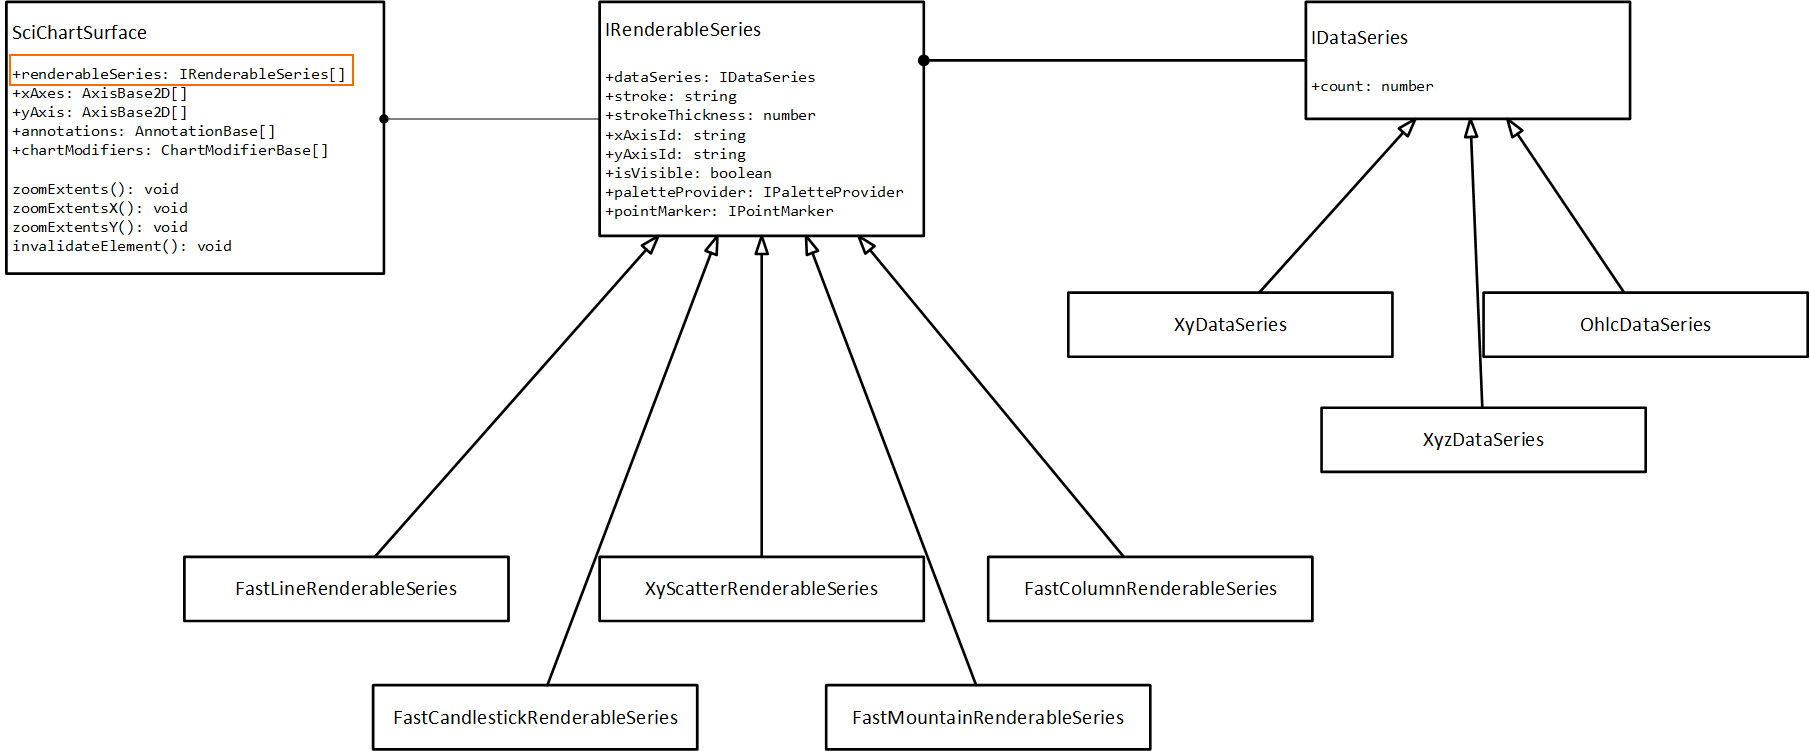 SciChartSurface
+renderableSeries: IRenderableSeries[]
+xAxes: AxisBase2D[]
+yAxis: AxisBase2D[]
+annotations: AnnotationBase[]
+chartModifiers: ChartModifierBase[]
zoomExtents(): void
zoomExtentsX(): void
zoomExtentsY(): void
invalidateElement(): void
IRenderableSeries
+dataSeries: IDataSeries
+stroke: string
+strokeThickness: number
+xAxisId: string
+yAxisId: string
+isVisible: boolean
+paletteProvider: IPaletteProvider
+pointMarker: IPointMarker
IDataSeries
+count: number
XyDataSeries
OhlcDataSeries
XyzDataSeries
FastLineRenderableSeries
XyScatterRenderableSeries
FastColumnRenderableSeries
FastCandlestickRenderableSeries
FastMountainRenderableSeries